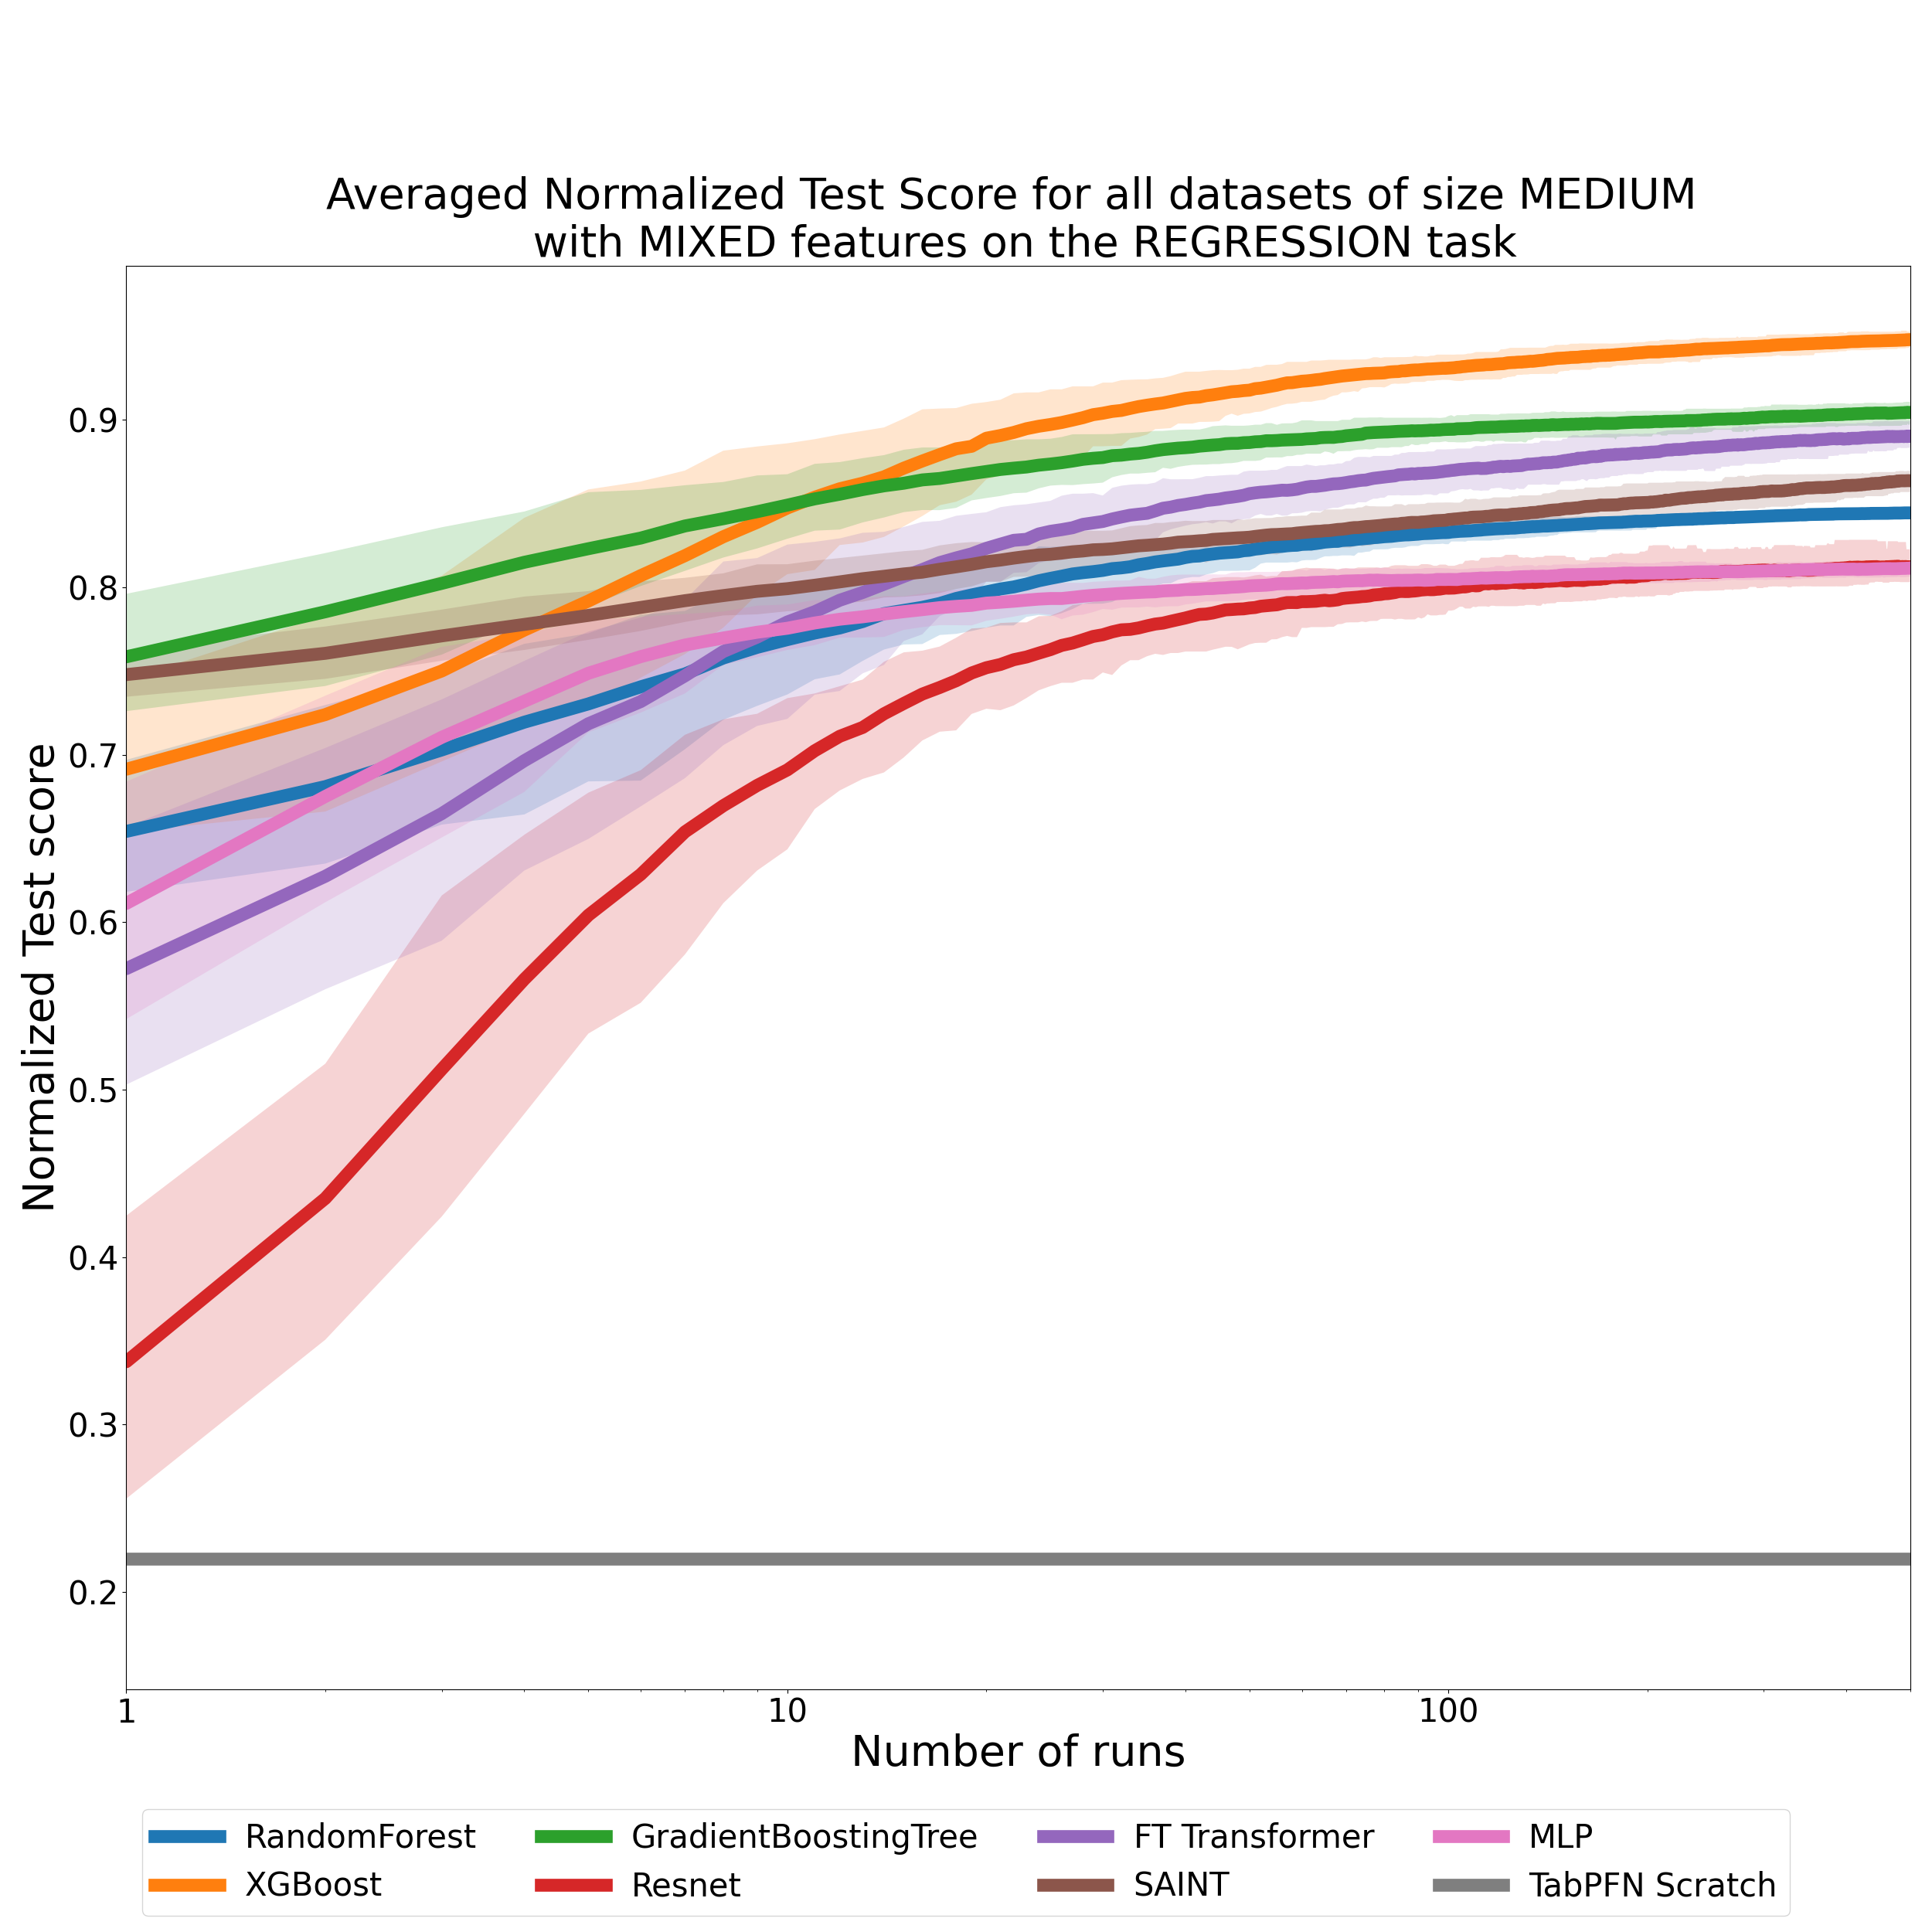 Averaged Normalized Test Score for all datasets of size MEDIUM
with MIXED features on the REGRESSION task
Normalized Test score
0.9
0.8
0.7
0.6
0.5
0.4
0.3
0.2
1 10 100
Number of runs
RandomForest GradientBoostingTree FT Transformer MLP
XGBoost Resnet SAINT TabPFN Scratch